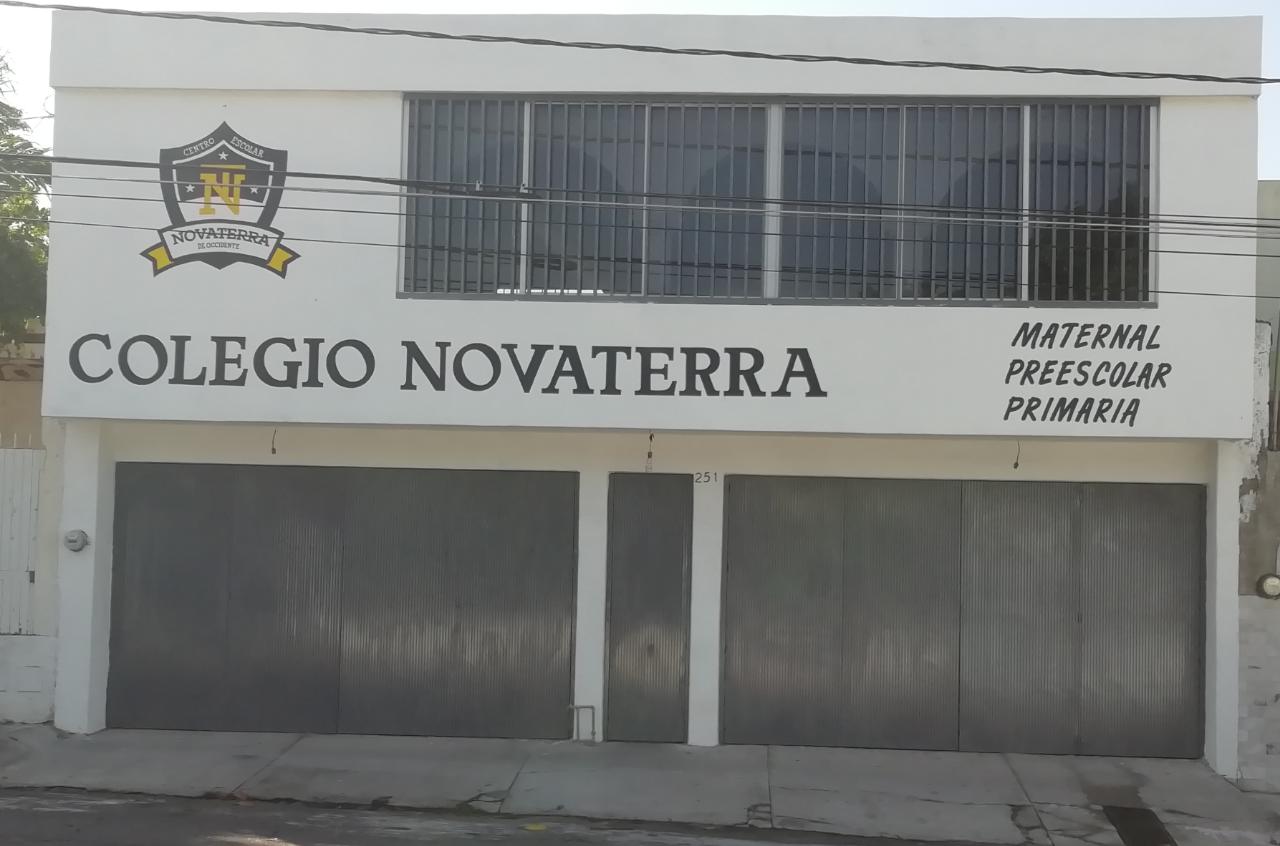 CENTRO ESCOLAR
NT
NOVATERRA
DE OCCIDENTE
COLEGIO NOVATERRA
MATERNAL
PREESCOLAR
PRIMARIA
251